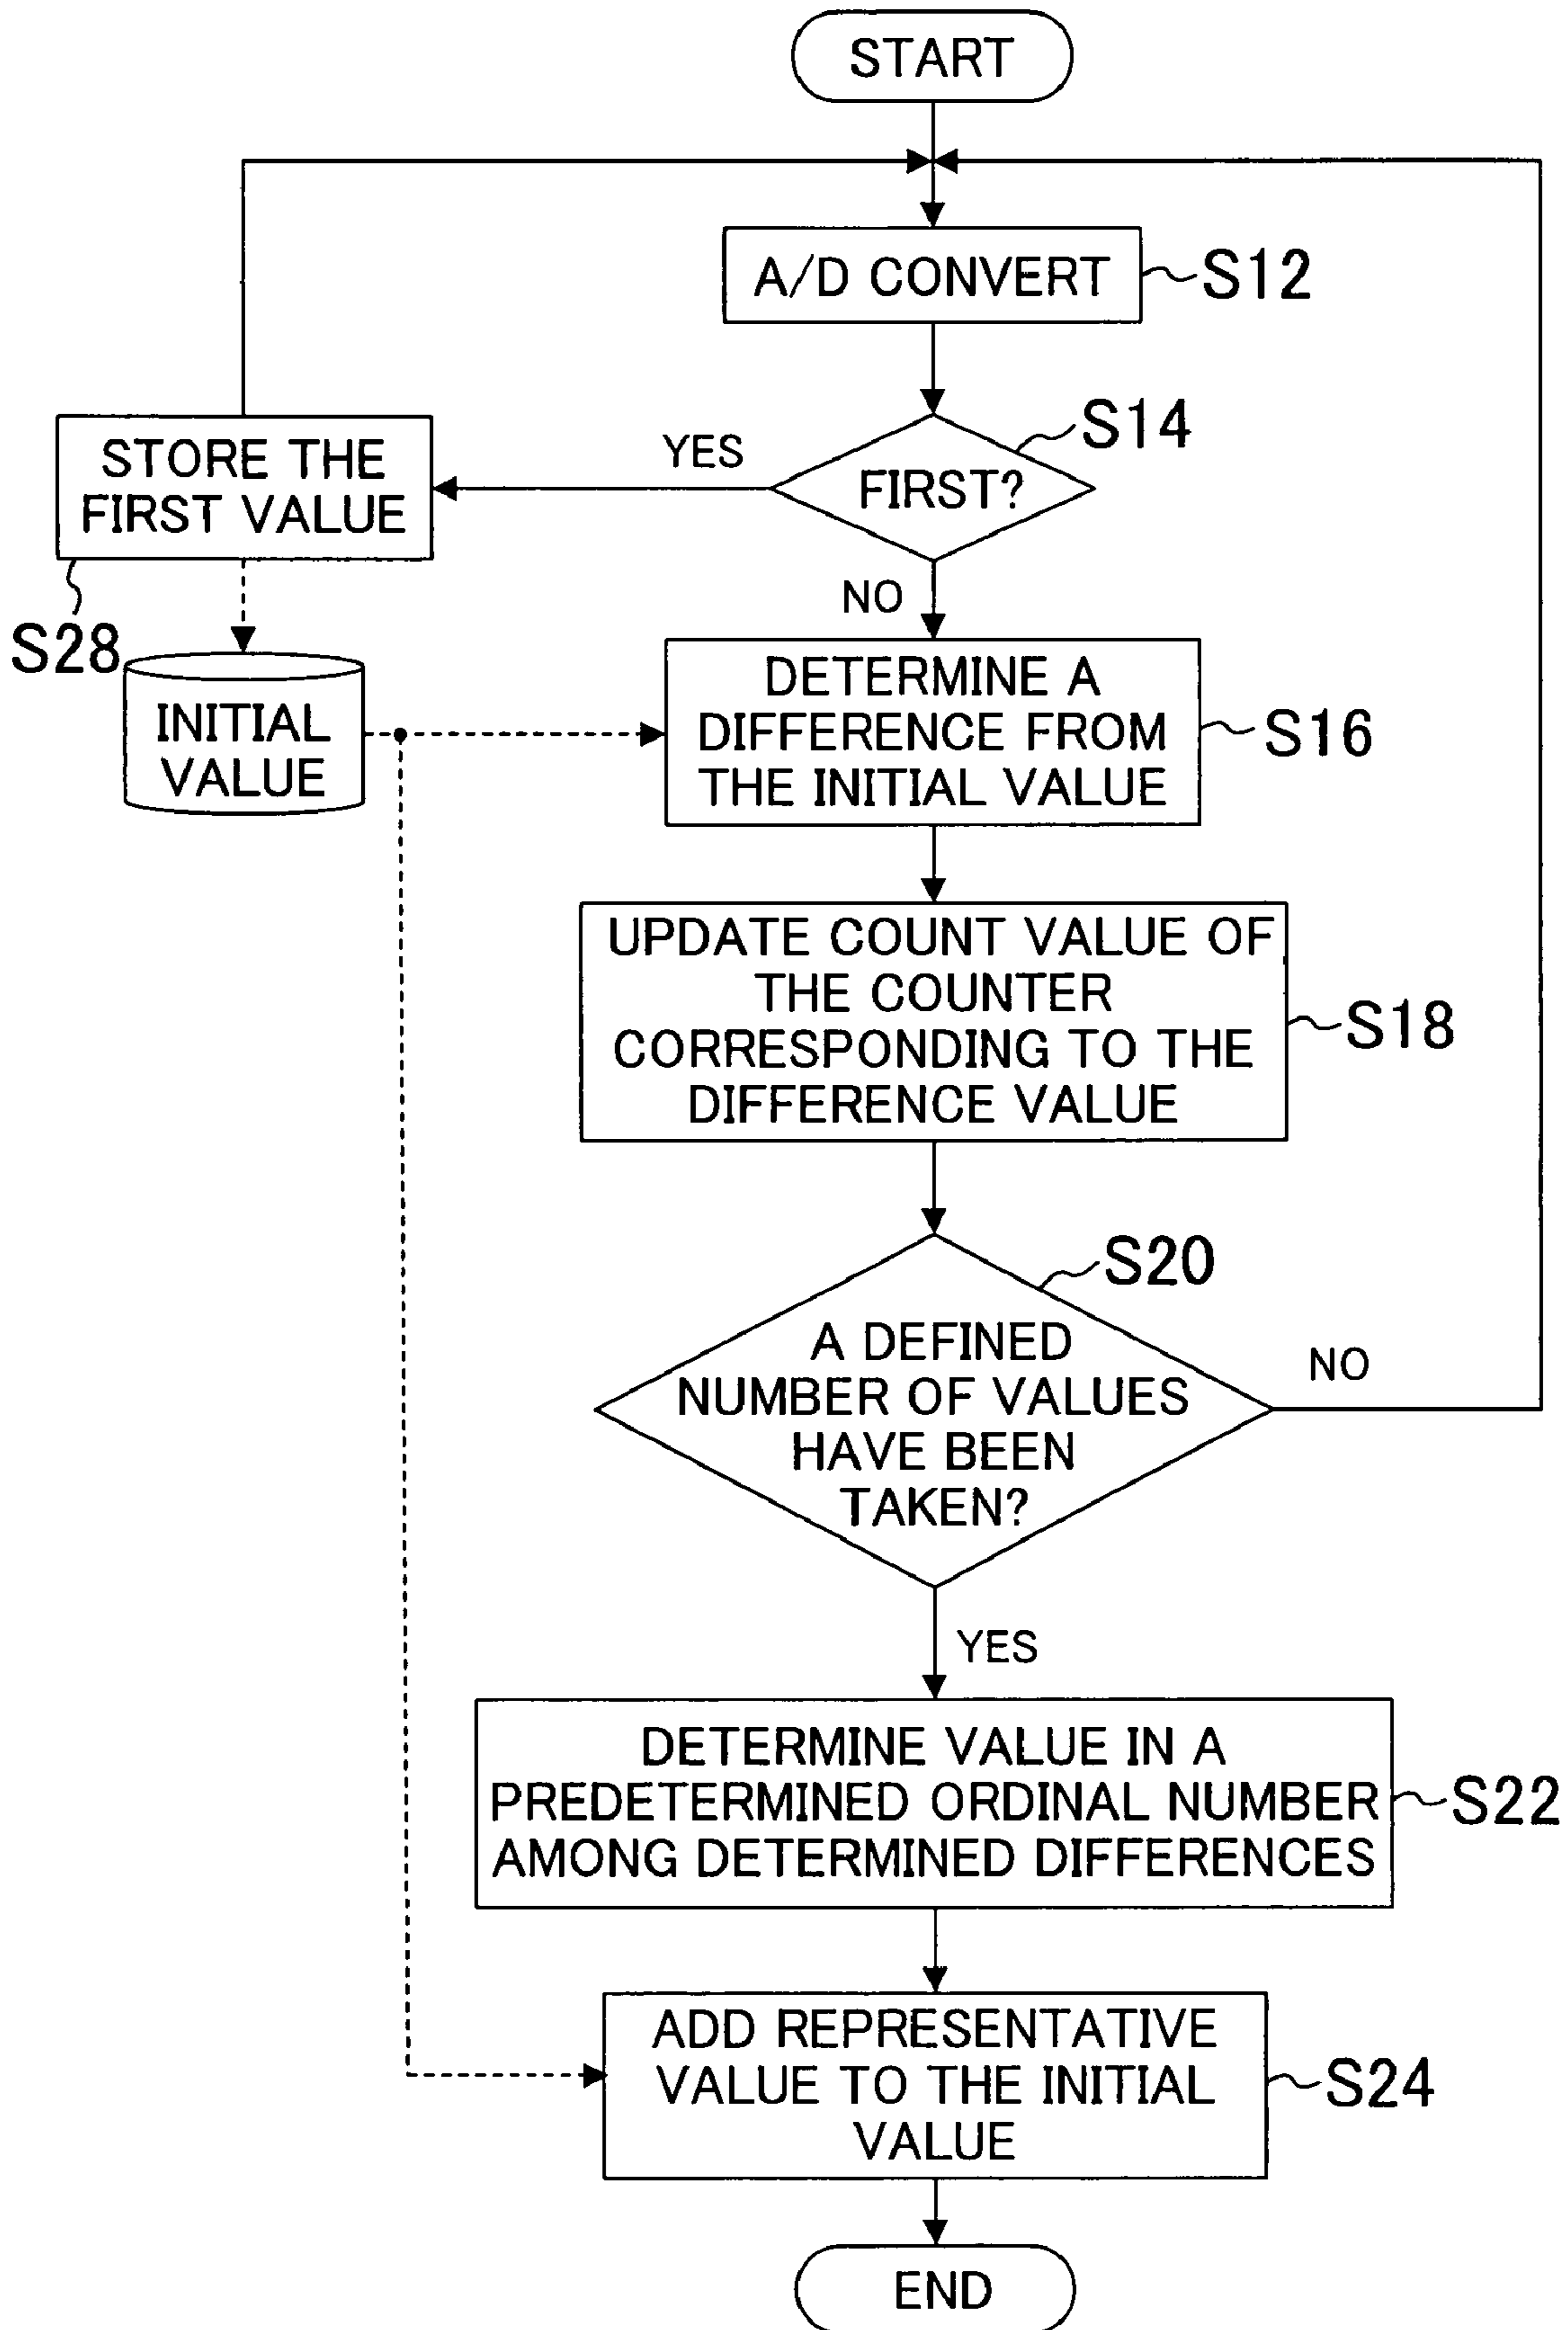 START
A/D CONVERT
S12
S14
YES
FIRST?
STORE THE
FIRST VALUE
NO
S28
INITIAL
VALUE
DETERMINE A
DIFFERENCE FROM
THE INITIAL VALUE
S16
UPDATE COUNT VALUE OF
THE COUNTER
CORRESPONDING TO THE
DIFFERENCE VALUE
S18
S20
A DEFINED
NUMBER OF VALUES
HAVE BEEN
TAKEN?
NO
YES
DETERMINE VALUE IN A
PREDETERMINED ORDINAL NUMBER
AMONG DETERMINED DIFFERENCES
S22
ADD REPRESENTATIVE
VALUE TO THE INITIAL
VALUE
S24
END